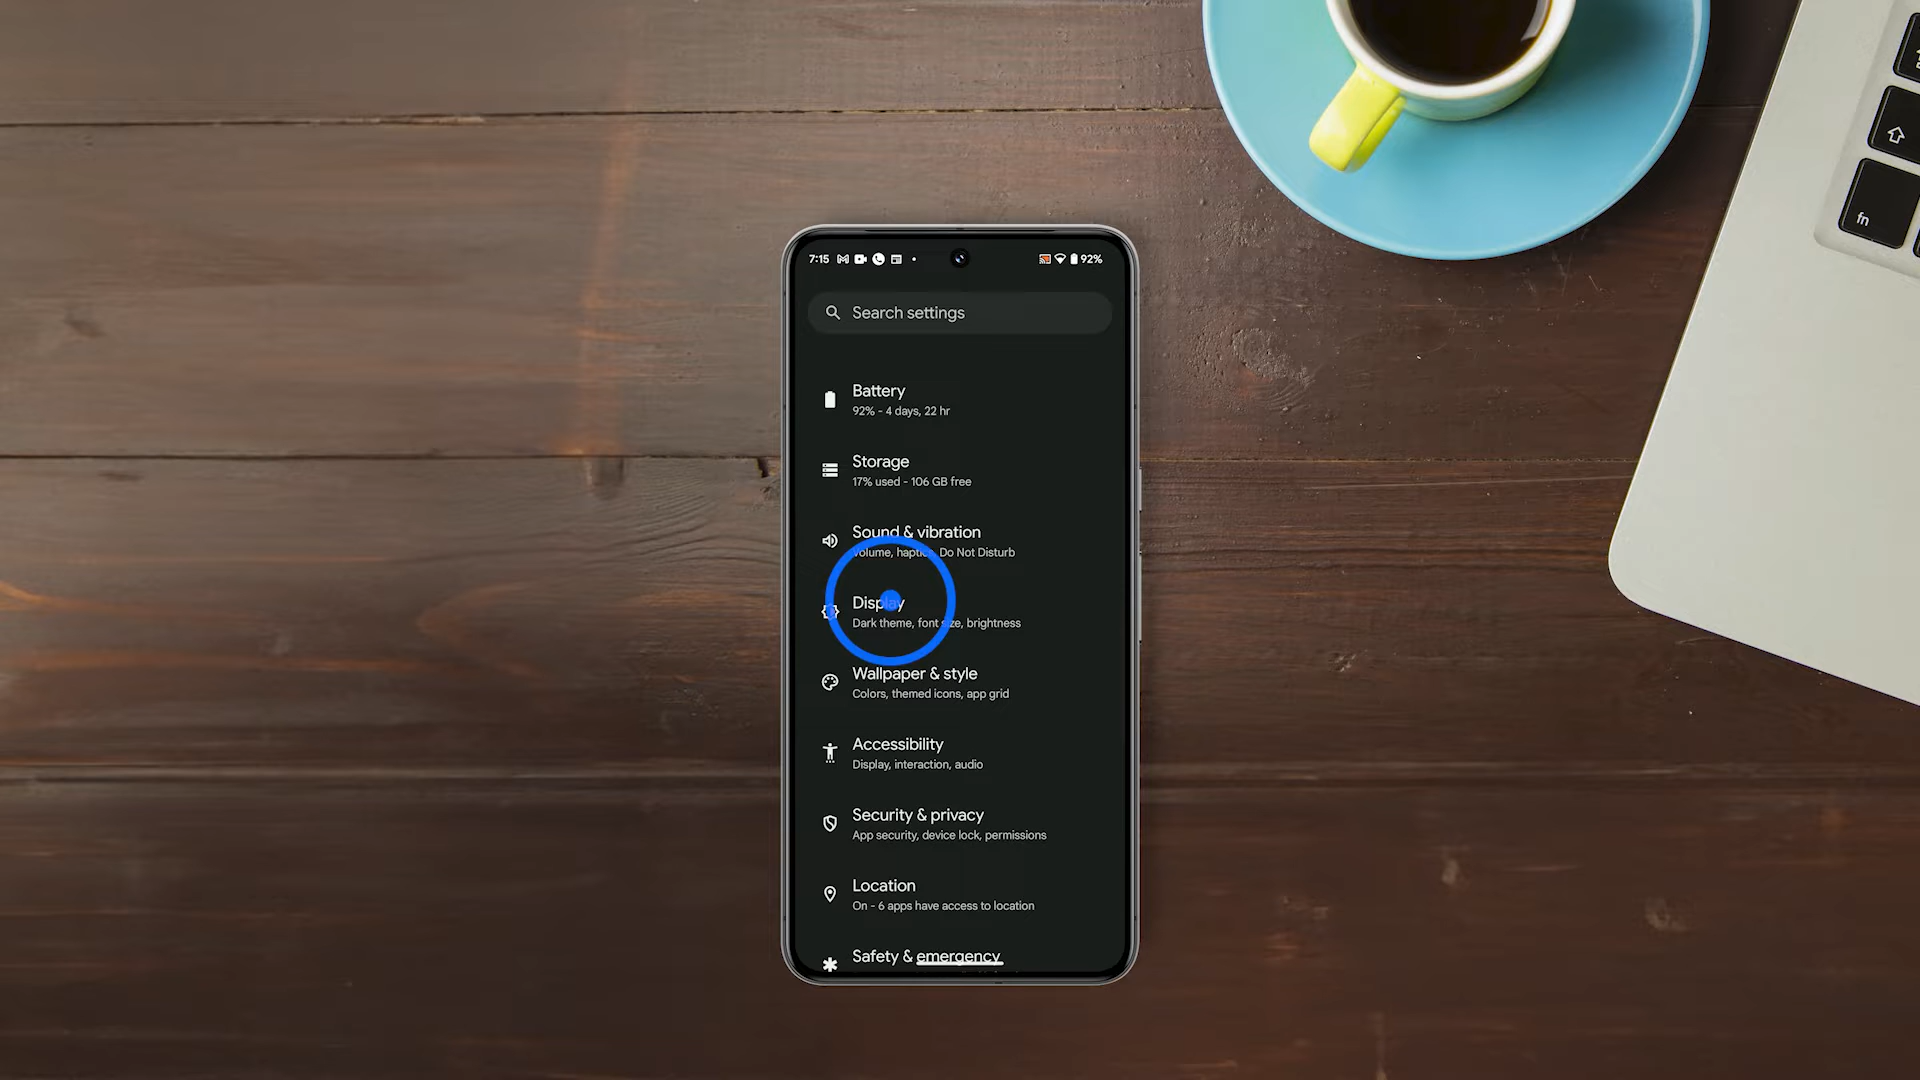 7:15 92%
Search settings
Battery
92% - 4 days, 22 hr
Storage
17% used - 106 GB free
Sound & vibration
Volume, haptics, Do Not Disturb
Display
Dark theme, font size, brightness
Wallpaper & style
Colors, themed icons, app grid
Accessibility
Display, interaction, audio
Security & privacy
App security, device lock, permissions
Location
On - 6 apps have access to location
Safety & emergency
fn